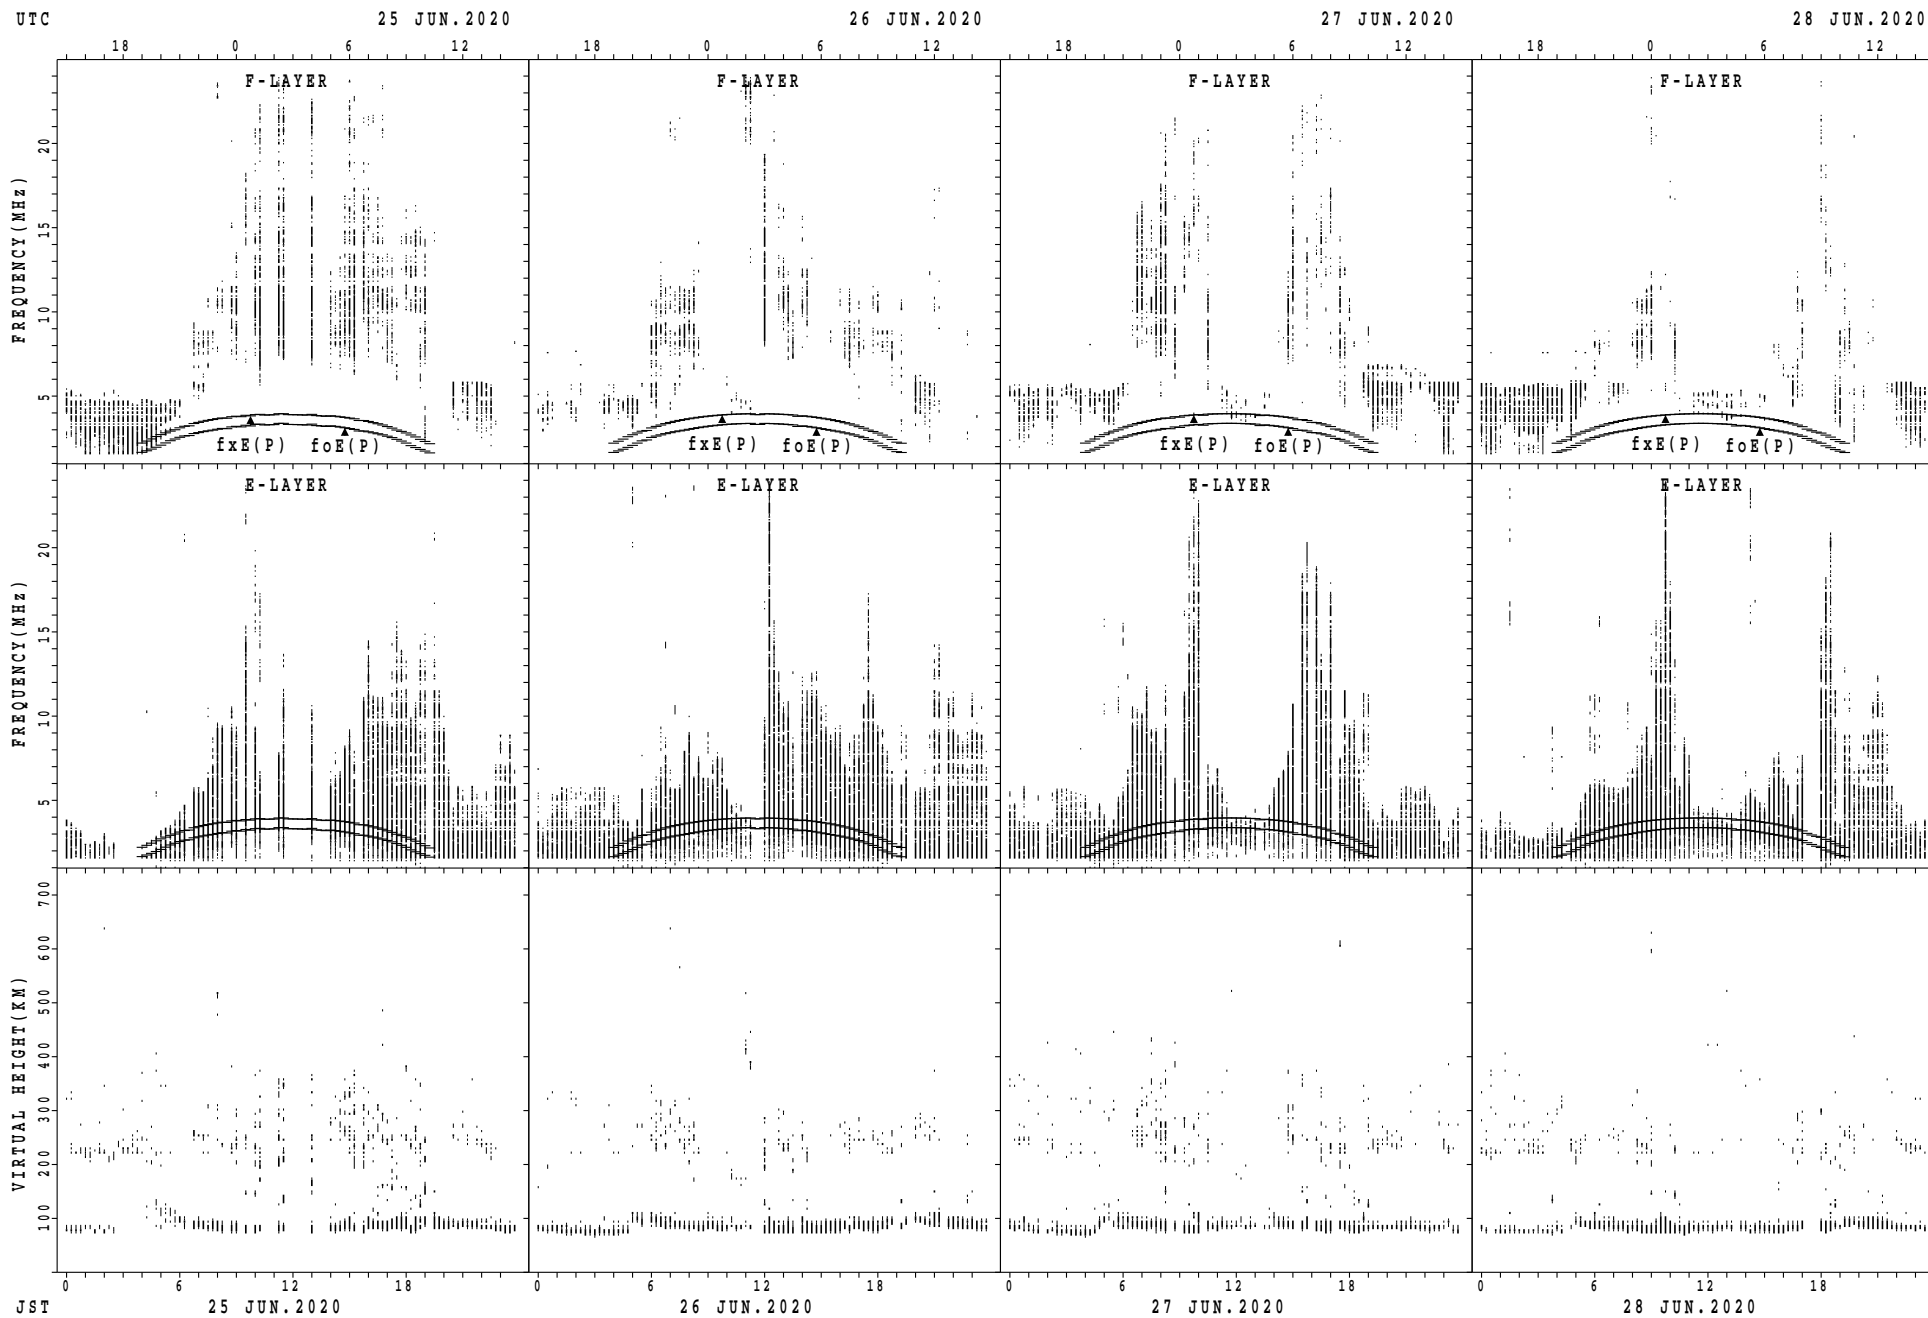 UTC 25 JUN.2020 26 JUN.2020 27 JUN.2020 28 JUN.2020
18 0 6 12 18 0 6 12 18 0 6 12 18 0 6 12
F-LAYER F-LAYER F-LAYER F-LAYER
FREQUENCY(MHz)
20
15
10
5
fxE(P) foE(P) fxE(P) foE(P) fxE(P) foE(P) fxE(P) foE(P)
E-LAYER E-LAYER E-LAYER E-LAYER
FREQUENCY(MHz)
20
15
10
5
VIRTUAL HEIGHT(KM)
700
600
500
400
300
200
100
0 6 12 18 0 6 12 18 0 6 12 18 0 6 12 18
JST 25 JUN.2020 26 JUN.2020 27 JUN.2020 28 JUN.2020